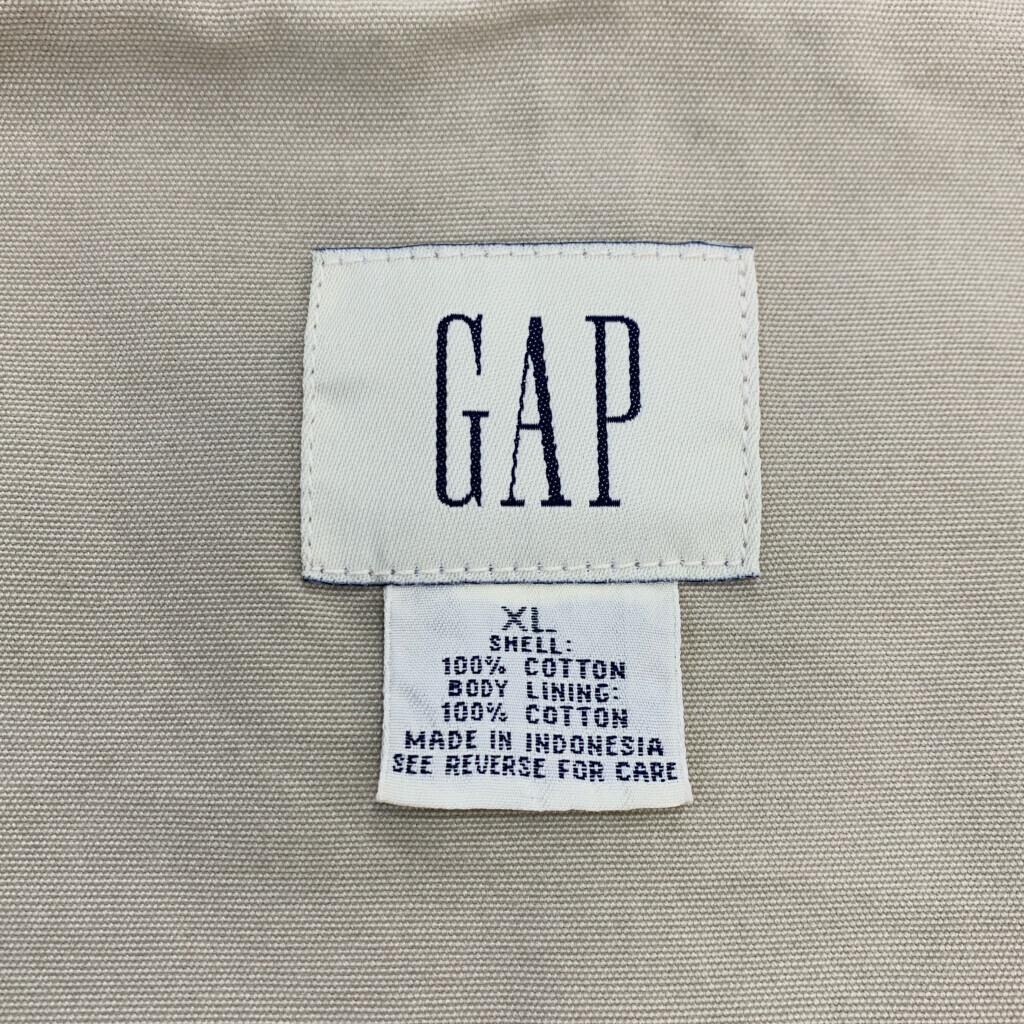 GAP
XL
SHELL:
100% COTTON
BODY LINING:
100% COTTON
MADE IN INDONESIA
SEE REVERSE FOR CARE